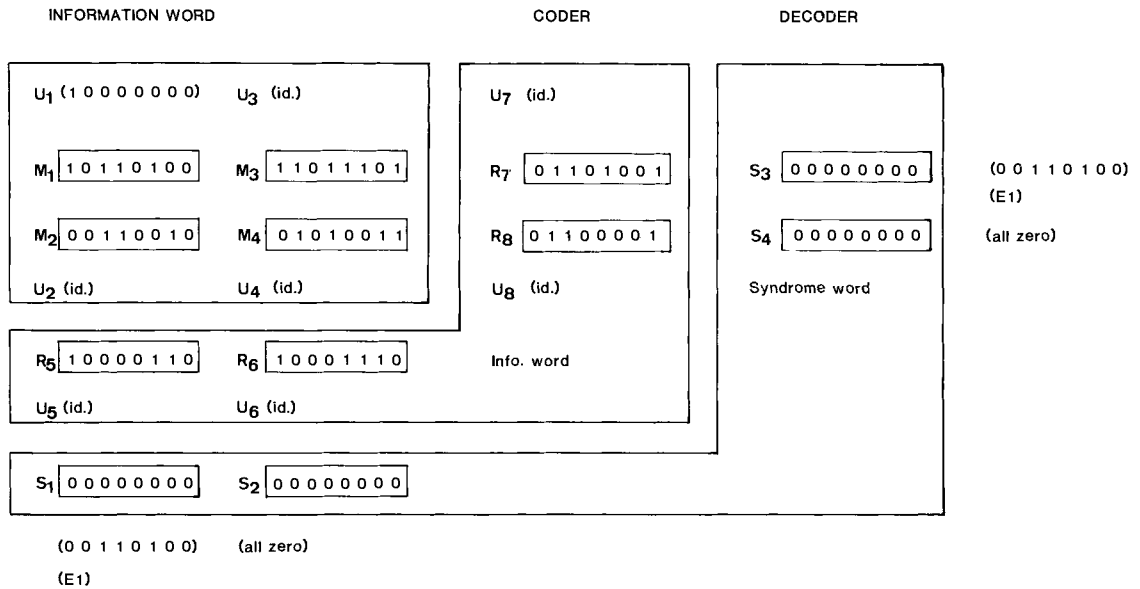 INFORMATION WORD CODER DECODER
U1 (1 0 0 0 0 0 0 0) U3 (id.) U7 (id.)
M1 1 0 1 1 0 1 0 0 M3 1 1 0 1 1 1 0 1 R7 0 1 1 0 1 0 0 1 S3 0 0 0 0 0 0 0 0 (0 0 1 1 0 1 0 0)
(E1)
M2 0 0 1 1 0 0 1 0 M4 0 1 0 1 0 0 1 1 R8 0 1 1 0 0 0 0 1 S4 0 0 0 0 0 0 0 0 (all zero)
U2 (id.) U4 (id.) U8 (id.) Syndrome word
R5 1 0 0 0 0 1 1 0 R6 1 0 0 0 1 1 1 0 Info. word
U5 (id.) U6 (id.)
S1 0 0 0 0 0 0 0 0 S2 0 0 0 0 0 0 0 0
(0 0 1 1 0 1 0 0) (all zero)
(E1)